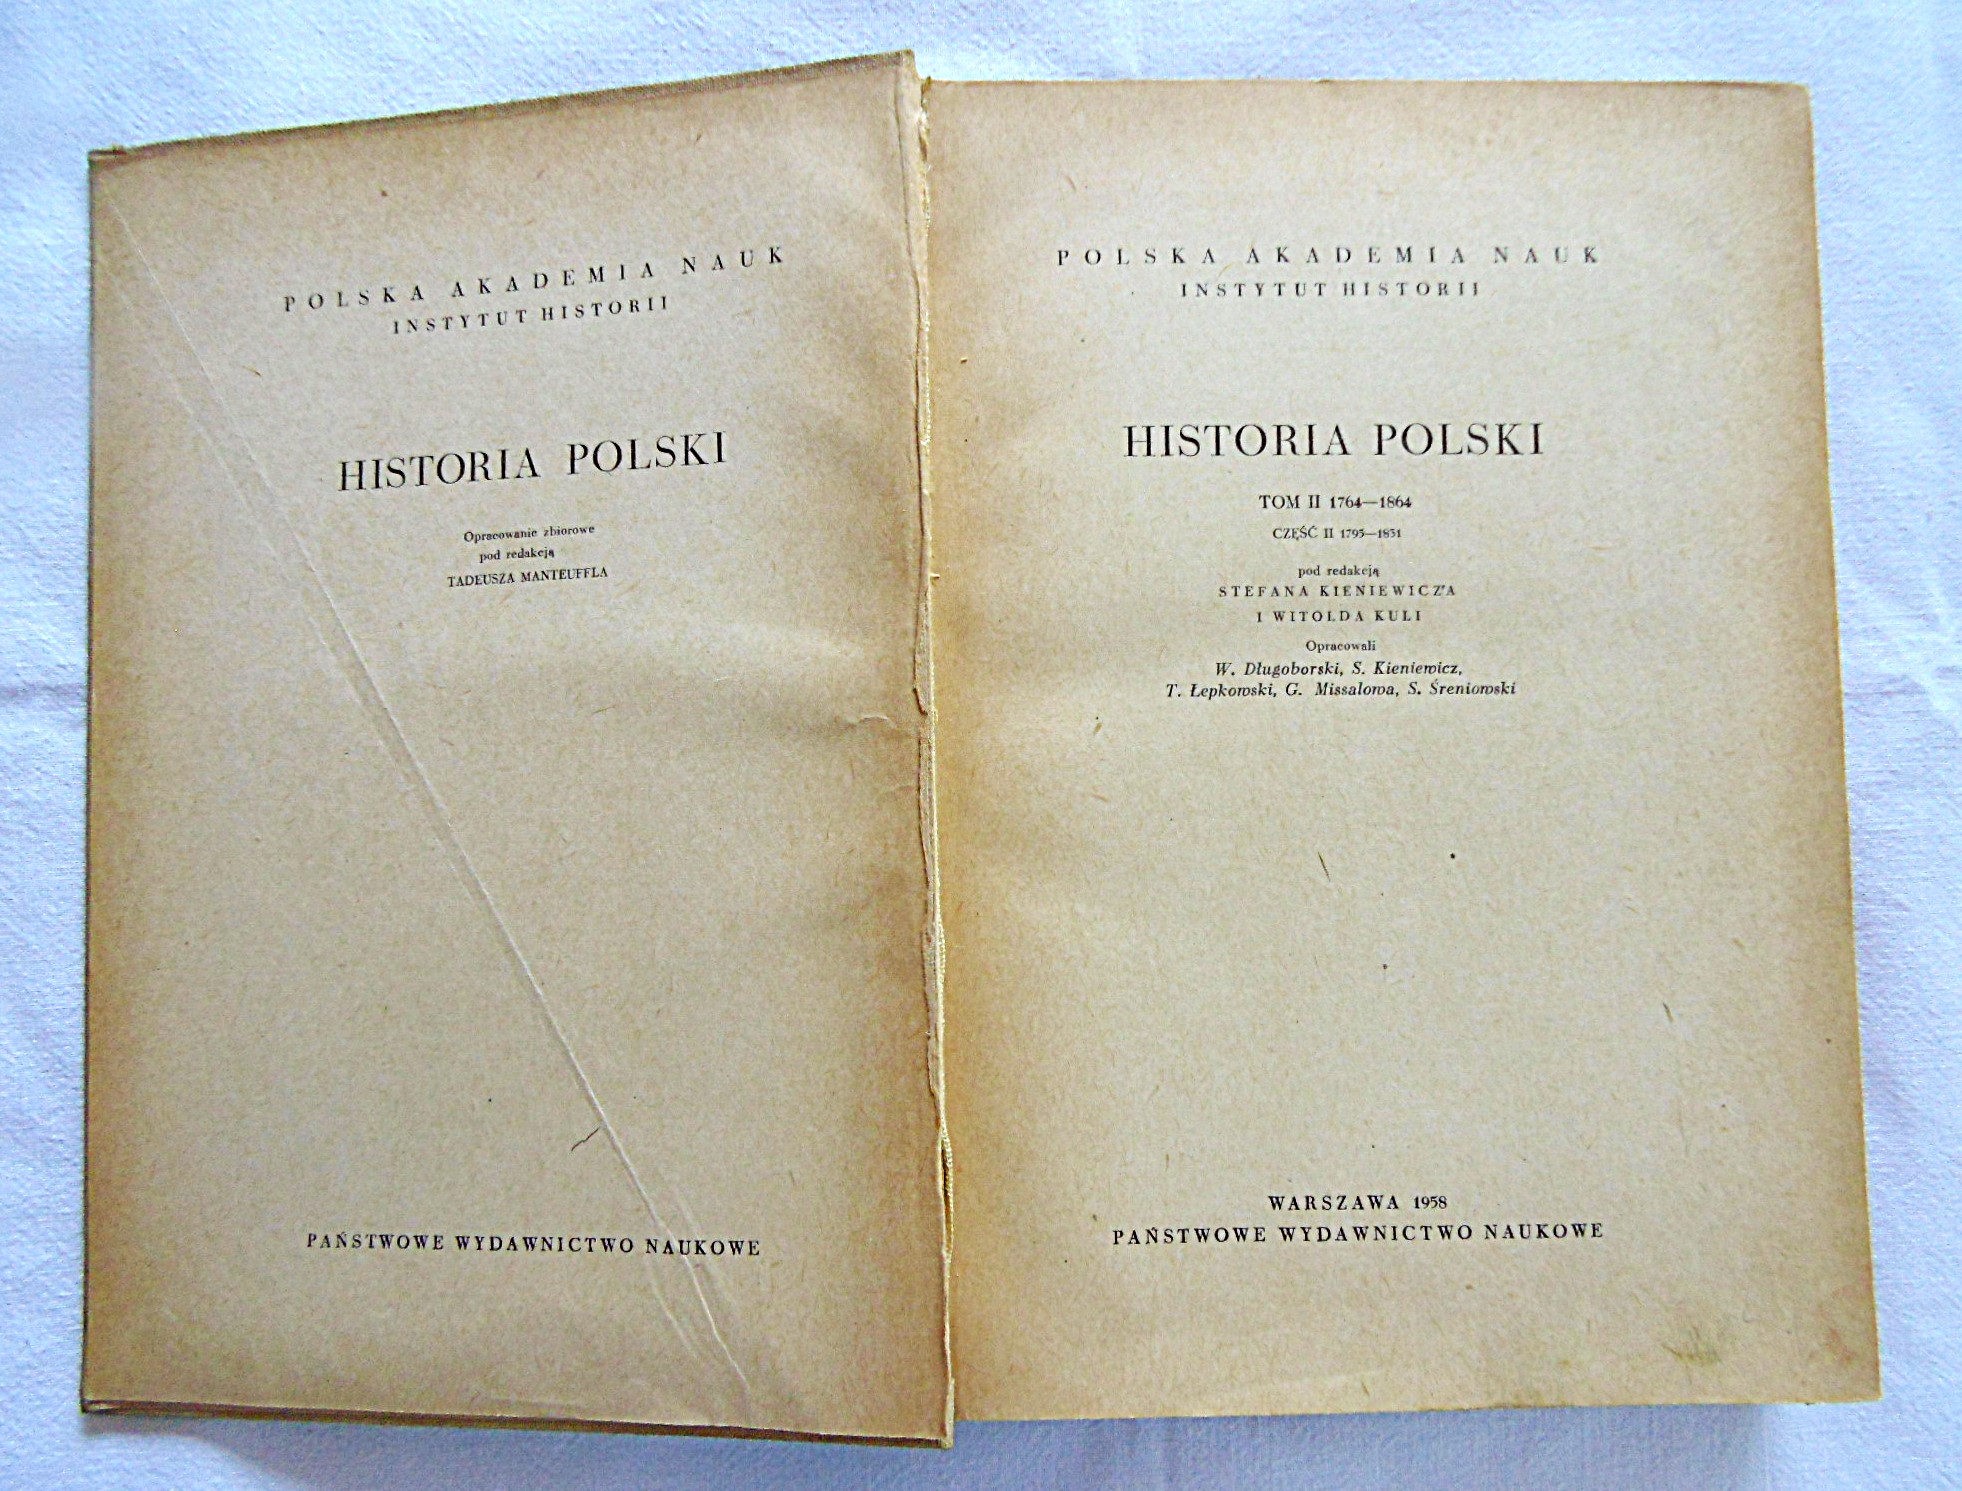 POLSKA AKADEMIA NAUK
INSTYTUT HISTORII
HISTORIA POLSKI
Opracowanie zbiorowe
pod redakcją
TADEUSZA MANTEUFFLA
PAŃSTWOWE WYDAWNICTWO NAUKOWE
POLSKA AKADEMIA NAUK
INSTYTUT HISTORII
HISTORIA POLSKI
TOM II 1764—1864
CZĘŚĆ II 1795—1831
pod redakcją
STEFANA KIENIEWICZA
I WITOLDA KULI
Opracowali
W. Długoborski, S. Kieniewicz,
T. Łepkowski, G. Missalowa, S. Śreniowski
WARSZAWA 1958
PAŃSTWOWE WYDAWNICTWO NAUKOWE